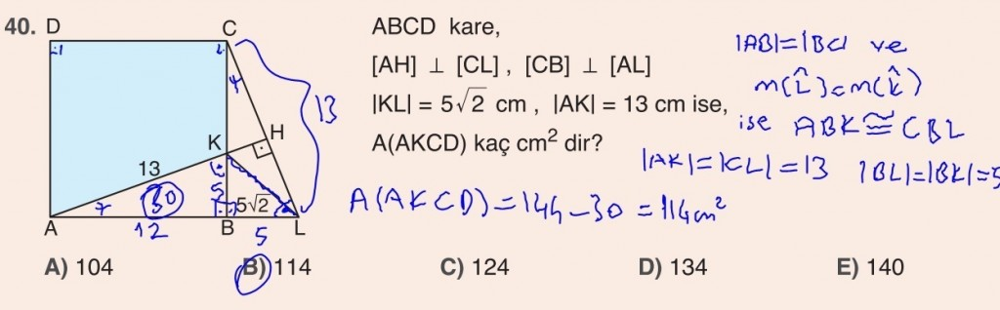 40. D C
ABCD kare,
[AH] ⊥ [CL] , [CB] ⊥ [AL]
|KL| = 5√2 cm , |AK| = 13 cm ise,
A(AKCD) kaç cm² dir?
|AB|=|BC| ve
m(L̂)=m(K̂)
ise ABK≅CBL
|AK|=|CL|=13 |BL|=|BK|=5
A(AKCD)=144-30=114cm²
13
K H
13
30
5
5√2
A B L
12 5
A) 104 B) 114 C) 124 D) 134 E) 140